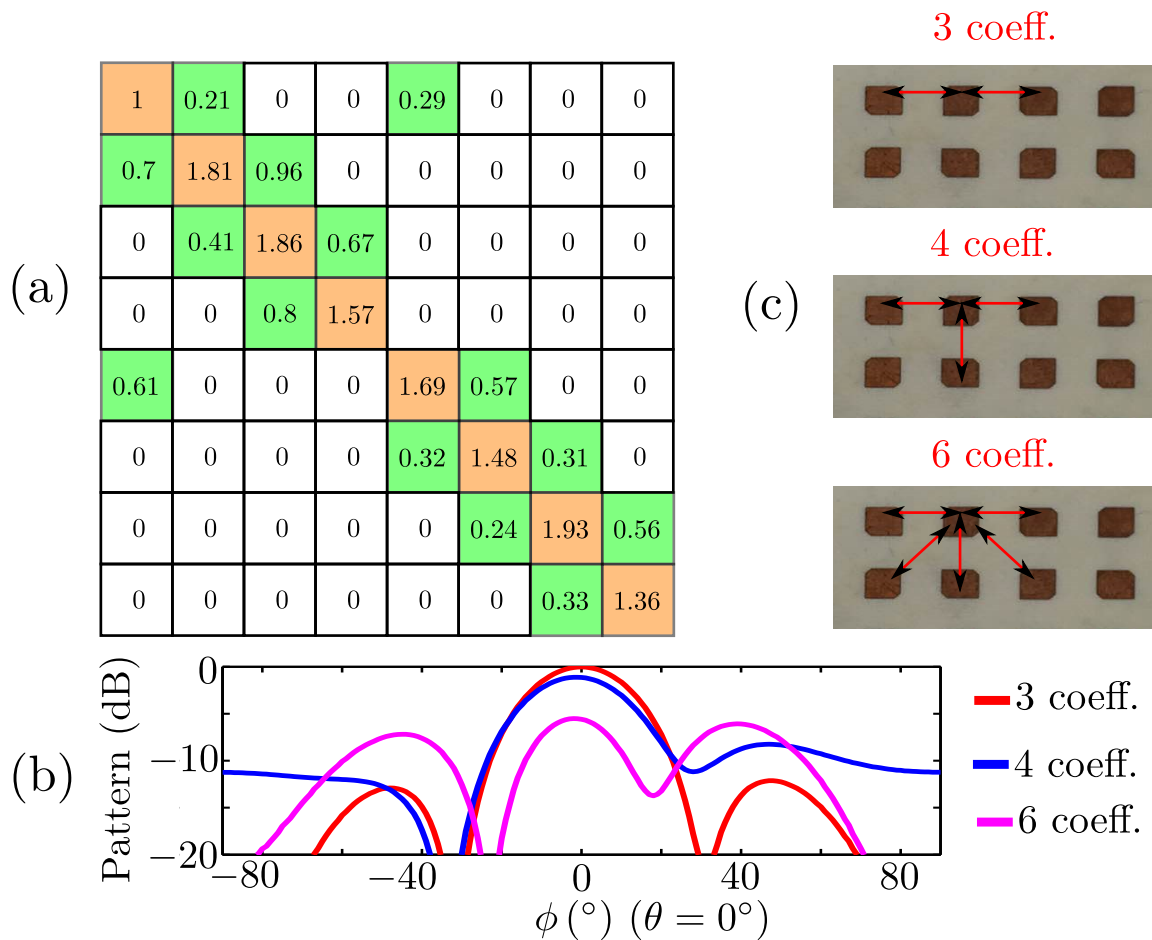 (a)
1 0.21 0 0 0.29 0 0 0
0.7 1.81 0.96 0 0 0 0 0
0 0.41 1.86 0.67 0 0 0 0
0 0 0.8 1.57 0 0 0 0
0.61 0 0 0 1.69 0.57 0 0
0 0 0 0 0.32 1.48 0.31 0
0 0 0 0 0 0.24 1.93 0.56
0 0 0 0 0 0 0.33 1.36
(c)
3 coeff.
4 coeff.
6 coeff.
(b)
Patttern (dB)
0
−10
−20
−80 −40 0 40 80
ϕ (°) (θ = 0°)
3 coeff.
4 coeff.
6 coeff.